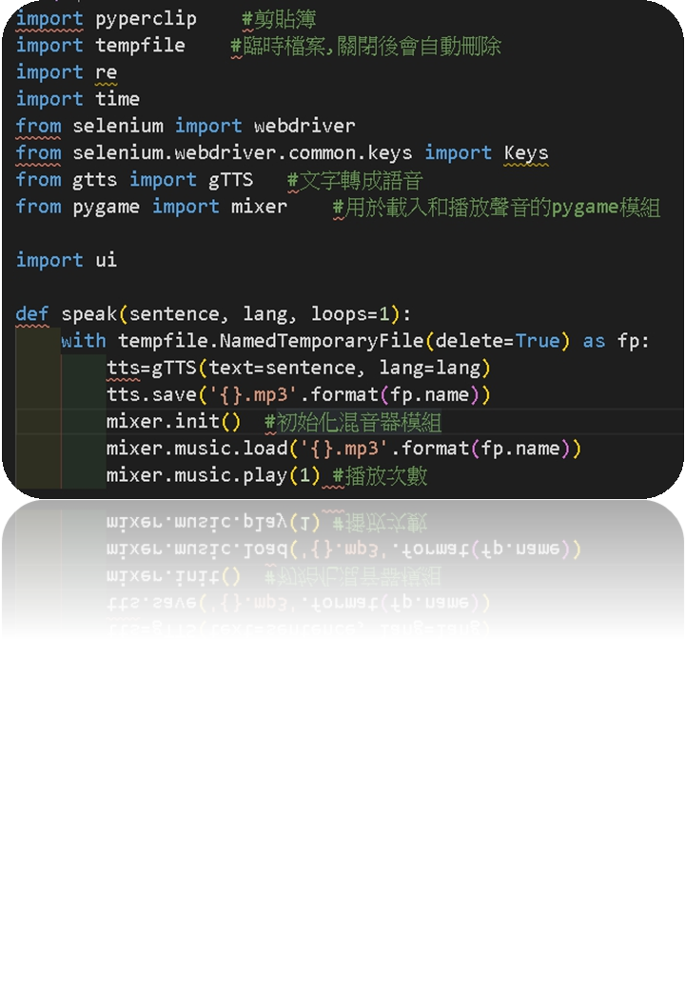 import pyperclip    #剪貼簿
import tempfile    #臨時檔案,關閉後會自動刪除
import re
import time
from selenium import webdriver
from selenium.webdriver.common.keys import Keys
from gtts import gTTS   #文字轉成語音
from pygame import mixer    #用於載入和播放聲音的pygame模組

import ui

def speak(sentence, lang, loops=1):
    with tempfile.NamedTemporaryFile(delete=True) as fp:
        tts=gTTS(text=sentence, lang=lang)
        tts.save('{}.mp3'.format(fp.name))
        mixer.init()  #初始化混音器模組
        mixer.music.load('{}.mp3'.format(fp.name))
        mixer.music.play(1) #播放次數